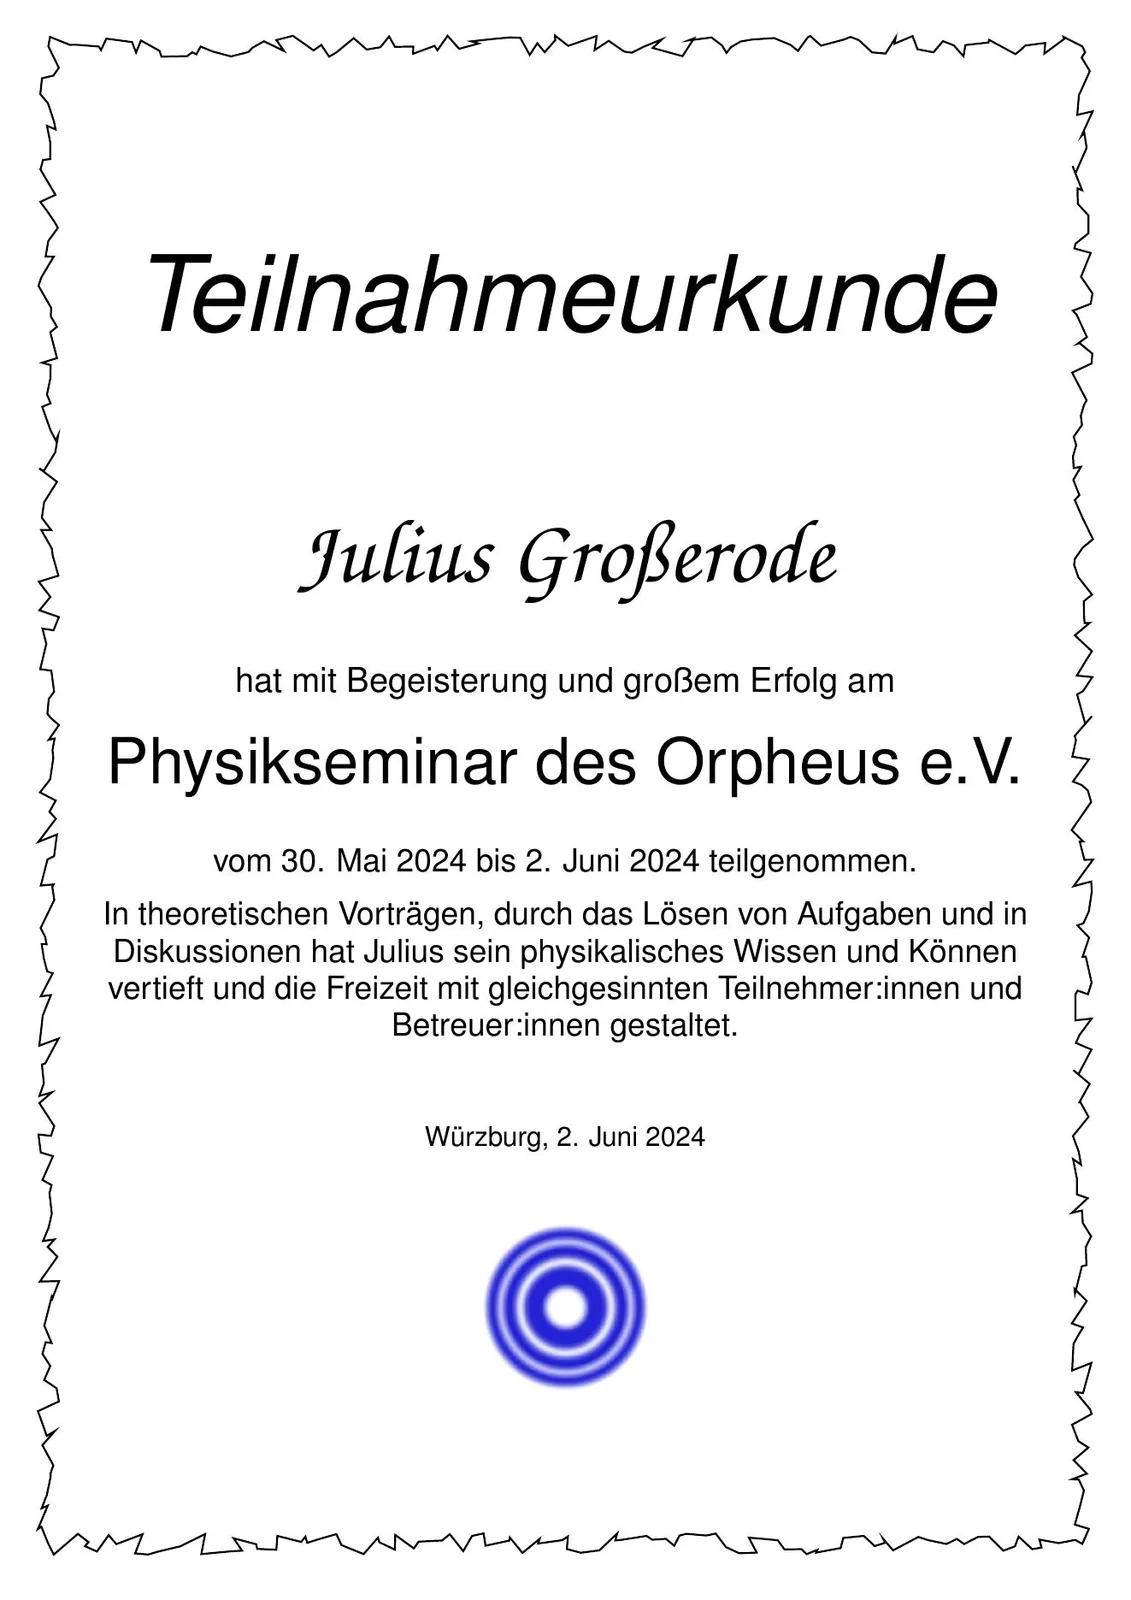 Teilnahmeurkunde
Julius Großerode
hat mit Begeisterung und großem Erfolg am
Physikseminar des Orpheus e.V.
vom 30. Mai 2024 bis 2. Juni 2024 teilgenommen.
In theoretischen Vorträgen, durch das Lösen von Aufgaben und in
Diskussionen hat Julius sein physikalisches Wissen und Können
vertieft und die Freizeit mit gleichgesinnten Teilnehmer:innen und
Betreuer:innen gestaltet.
Würzburg, 2. Juni 2024